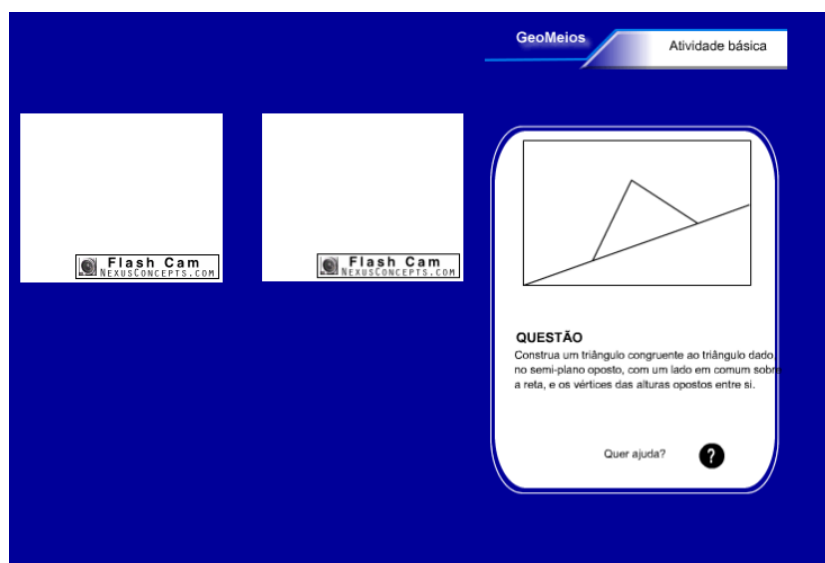 GeoMeios
Atividade básica
Flash Cam
NexusConcepts.com
Flash Cam
NexusConcepts.com
QUESTÃO
Construa um triângulo congruente ao triângulo dado,
no semi-plano oposto, com um lado em comum sobre
a reta, e os vértices das alturas opostos entre si.
Quer ajuda?
?